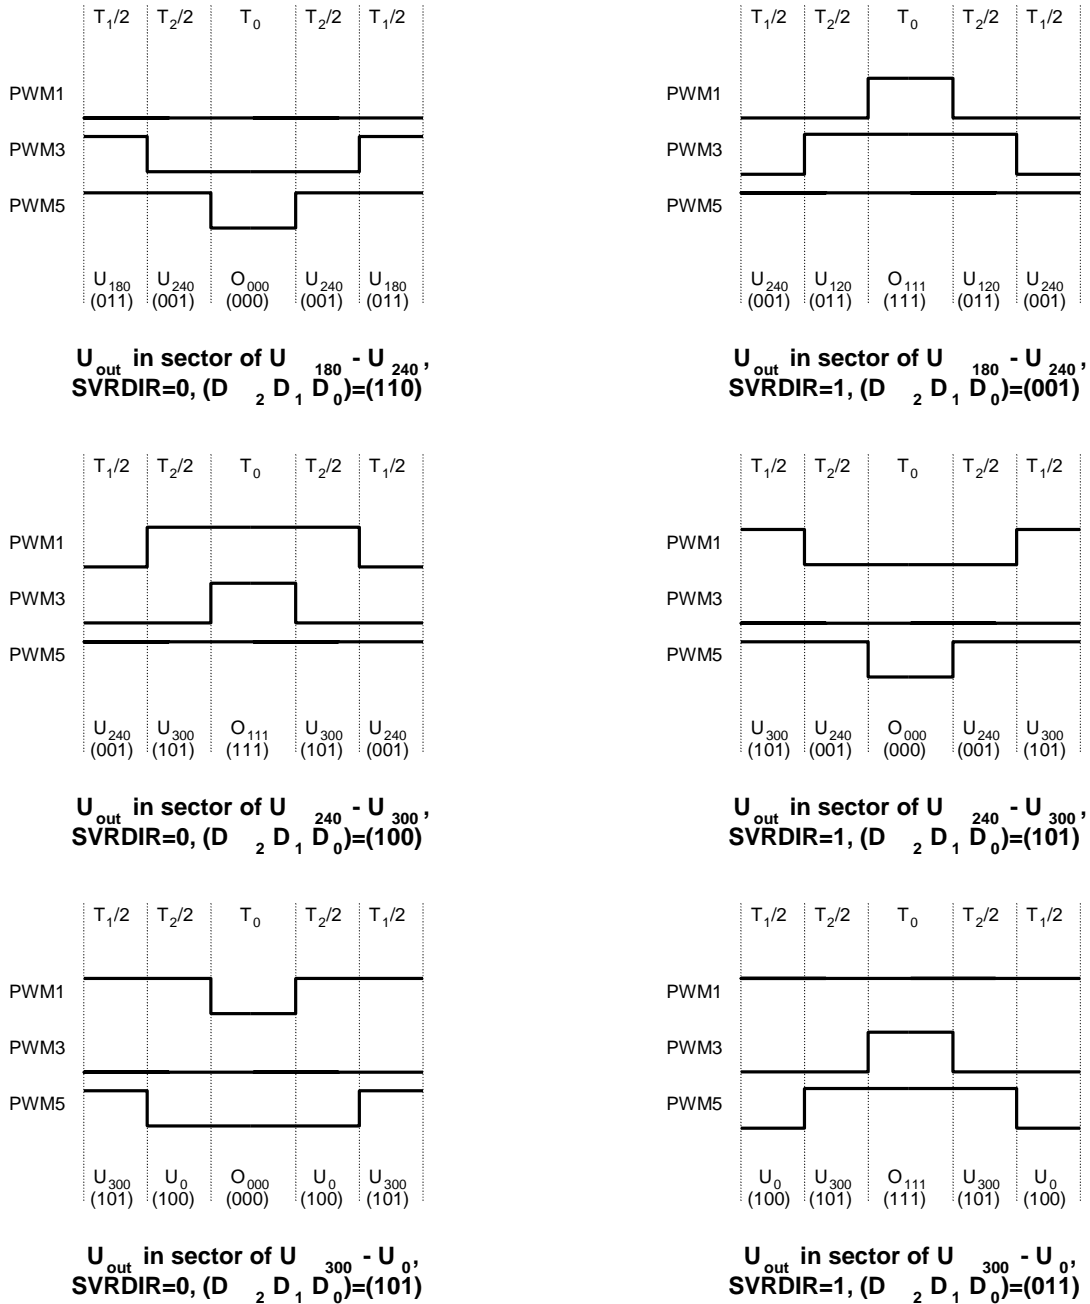 T1/2 T2/2 T0 T2/2 T1/2
PWM1
PWM3
PWM5
U180 U240 O000 U240 U180
(011) (001) (000) (001) (011)
Uout in sector of U180 - U240,
SVRDIR=0, (D2 D1 D0)=(110)
T1/2 T2/2 T0 T2/2 T1/2
PWM1
PWM3
PWM5
U240 U120 O111 U120 U240
(001) (011) (111) (011) (001)
Uout in sector of U180 - U240,
SVRDIR=1, (D2 D1 D0)=(001)
T1/2 T2/2 T0 T2/2 T1/2
PWM1
PWM3
PWM5
U240 U300 O111 U300 U240
(001) (101) (111) (101) (001)
Uout in sector of U240 - U300,
SVRDIR=0, (D2 D1 D0)=(100)
T1/2 T2/2 T0 T2/2 T1/2
PWM1
PWM3
PWM5
U300 U240 O000 U240 U300
(101) (001) (000) (001) (101)
Uout in sector of U240 - U300,
SVRDIR=1, (D2 D1 D0)=(101)
T1/2 T2/2 T0 T2/2 T1/2
PWM1
PWM3
PWM5
U300 U0 O000 U0 U300
(101) (100) (000) (100) (101)
Uout in sector of U300 - U0,
SVRDIR=0, (D2 D1 D0)=(101)
T1/2 T2/2 T0 T2/2 T1/2
PWM1
PWM3
PWM5
U0 U300 O111 U300 U0
(100) (101) (111) (101) (100)
Uout in sector of U300 - U0,
SVRDIR=1, (D2 D1 D0)=(011)